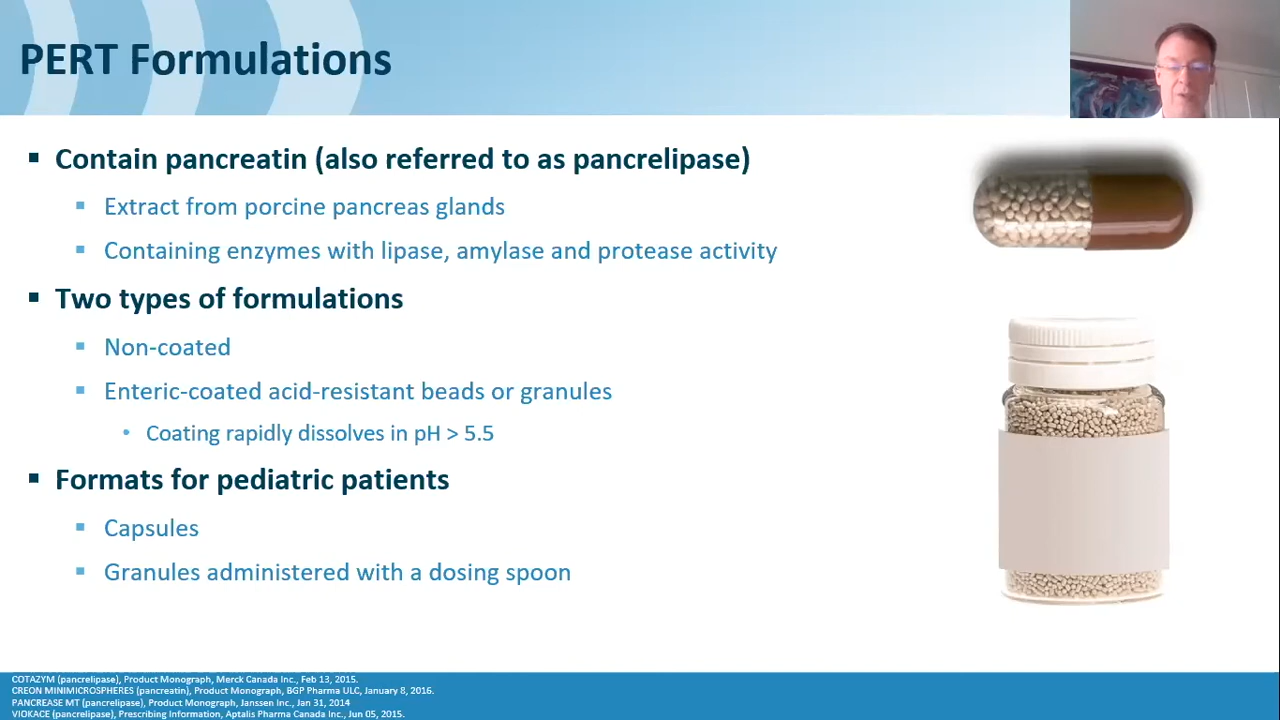 PERT Formulations
Contain pancreatin (also referred to as pancrelipase)
Extract from porcine pancreas glands
Containing enzymes with lipase, amylase and protease activity
Two types of formulations
Non-coated
Enteric-coated acid-resistant beads or granules
Coating rapidly dissolves in pH > 5.5
Formats for pediatric patients
Capsules
Granules administered with a dosing spoon
COTAZYM (pancrelipase), Product Monograph, Merck Canada Inc., Feb 13, 2015.
CREON MINIMICROSPHERES (pancreatin), Product Monograph, BGP Pharma ULC, January 8, 2016.
PANCREASE MT (pancrelipase), Product Monograph, Janssen Inc., Jan 31, 2014
VIOKACE (pancrelipase), Prescribing Information, Aptalis Pharma Canada Inc., Jun 05, 2015.